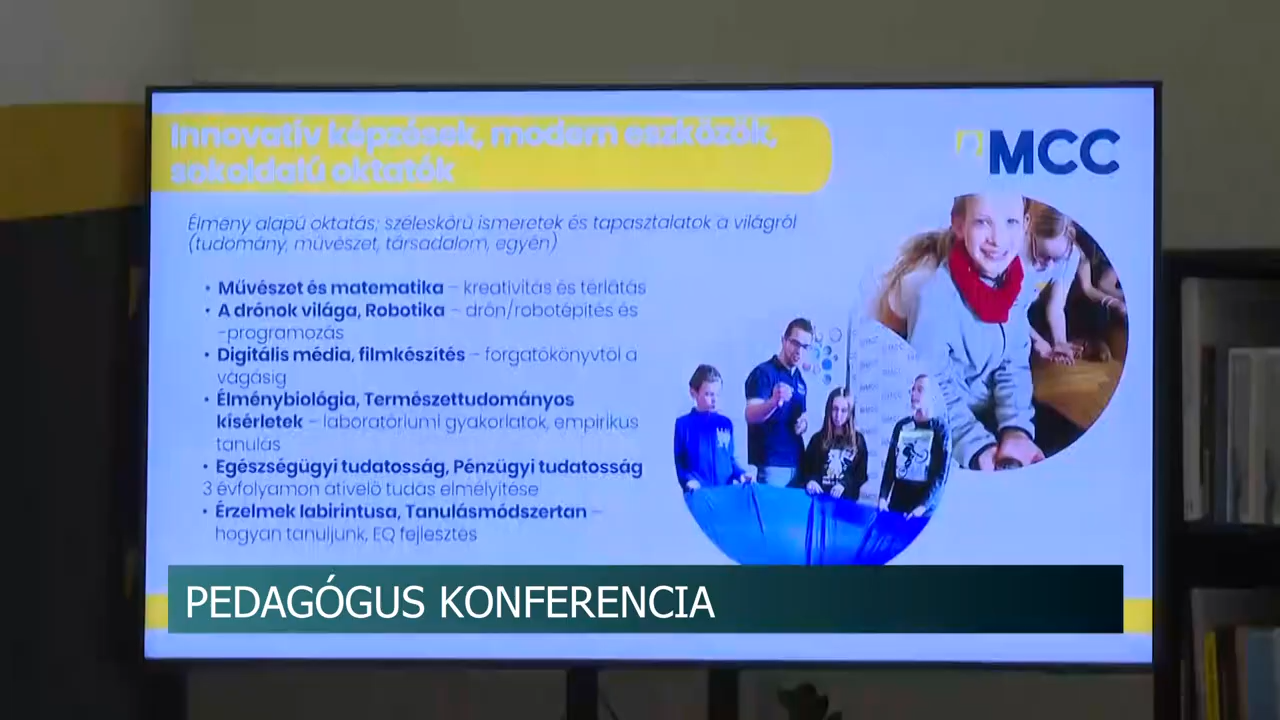 Innovatív képzések, modern eszközök,
sokoldalú oktatók
MCC
Élmény alapú oktatás; széleskörű ismeretek és tapasztalatok a világról
(tudomány, művészet, társadalom, egyén)
• Művészet és matematika – kreativitás és térlátás
• A drónok világa, Robotika – drón/robotépítés és
-programozás
• Digitális média, filmkészítés – forgatókönyvtől a
vágásig
• Élménybiológia, Természettudományos
kísérletek – laboratóriumi gyakorlatok, empirikus
tanulás
• Egészségügyi tudatosság, Pénzügyi tudatosság
3 évfolyamon átívelő tudás elmélyítése
• Érzelmek labirintusa, Tanulásmódszertan –
hogyan tanuljunk, EQ fejlesztés
PEDAGÓGUS KONFERENCIA